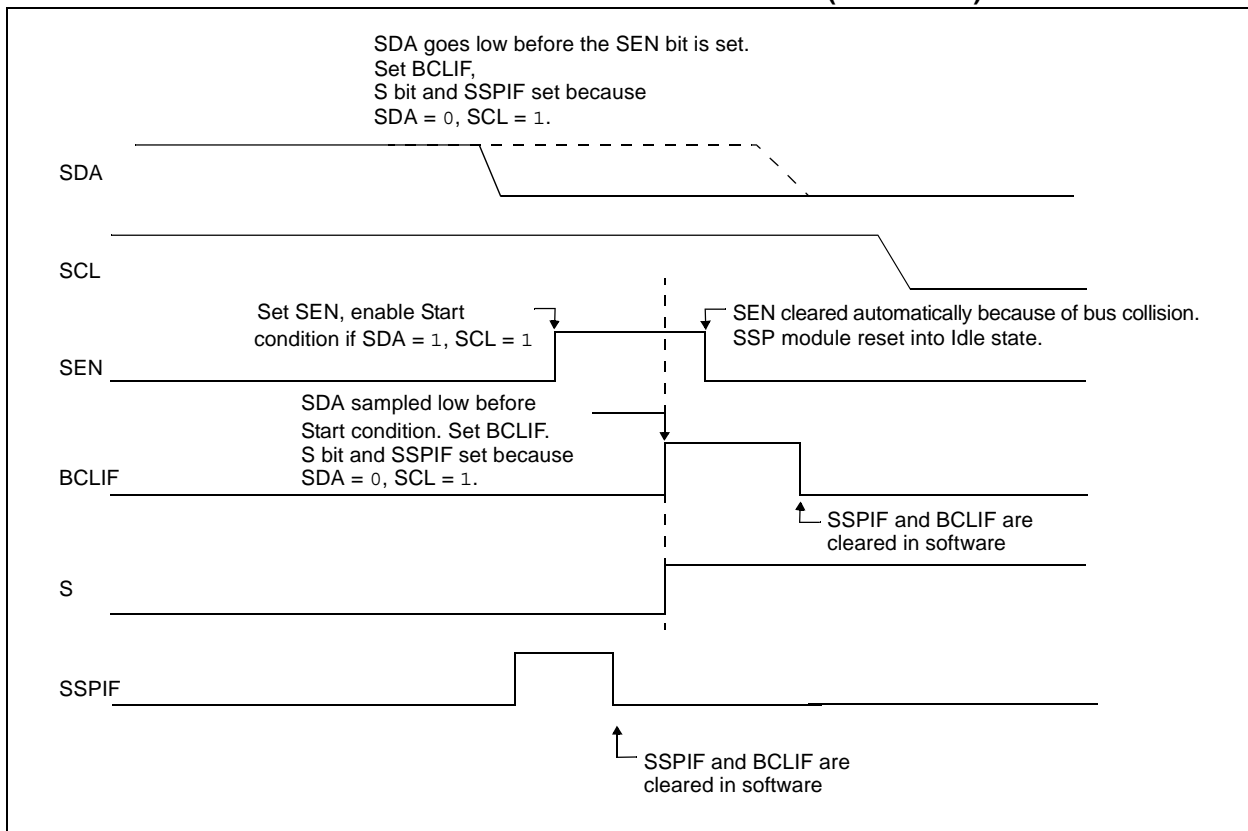 SDA goes low before the SEN bit is set.
Set BCLIF,
S bit and SSPIF set because
SDA = 0, SCL = 1.
SDA
SCL
Set SEN, enable Start
condition if SDA = 1, SCL = 1
SEN cleared automatically because of bus collision.
SSP module reset into Idle state.
SEN
SDA sampled low before
Start condition. Set BCLIF.
S bit and SSPIF set because
SDA = 0, SCL = 1.
BCLIF
SSPIF and BCLIF are
cleared in software
S
SSPIF
SSPIF and BCLIF are
cleared in software